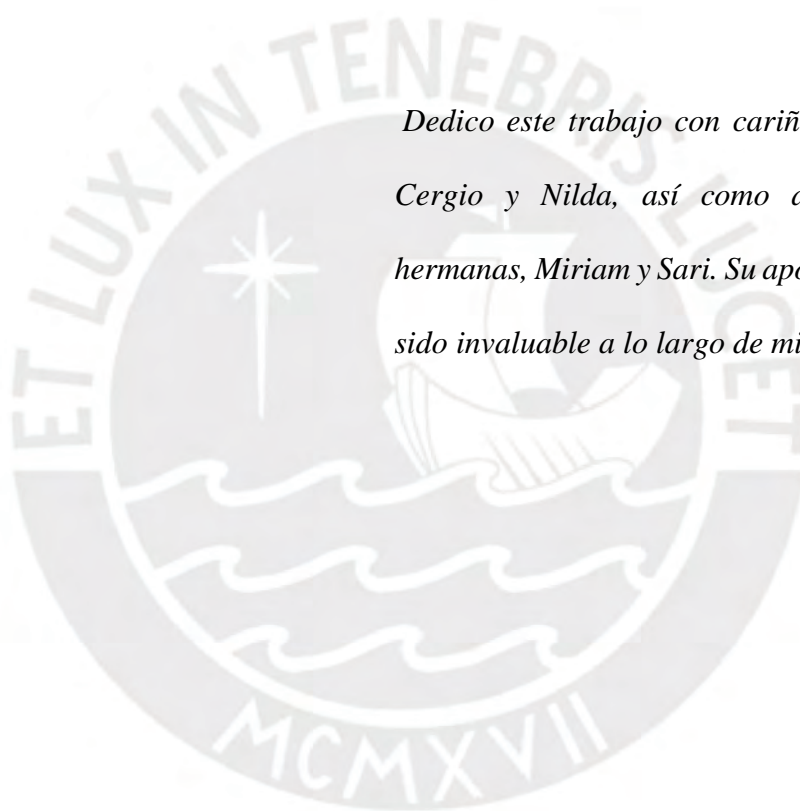 Dedico este trabajo con cariñ
Cergio y Nilda, así como a
hermanas, Miriam y Sari. Su apo
sido invaluable a lo largo de mi
ET LUX IN TENEBRIS LUCET
MCMXVII